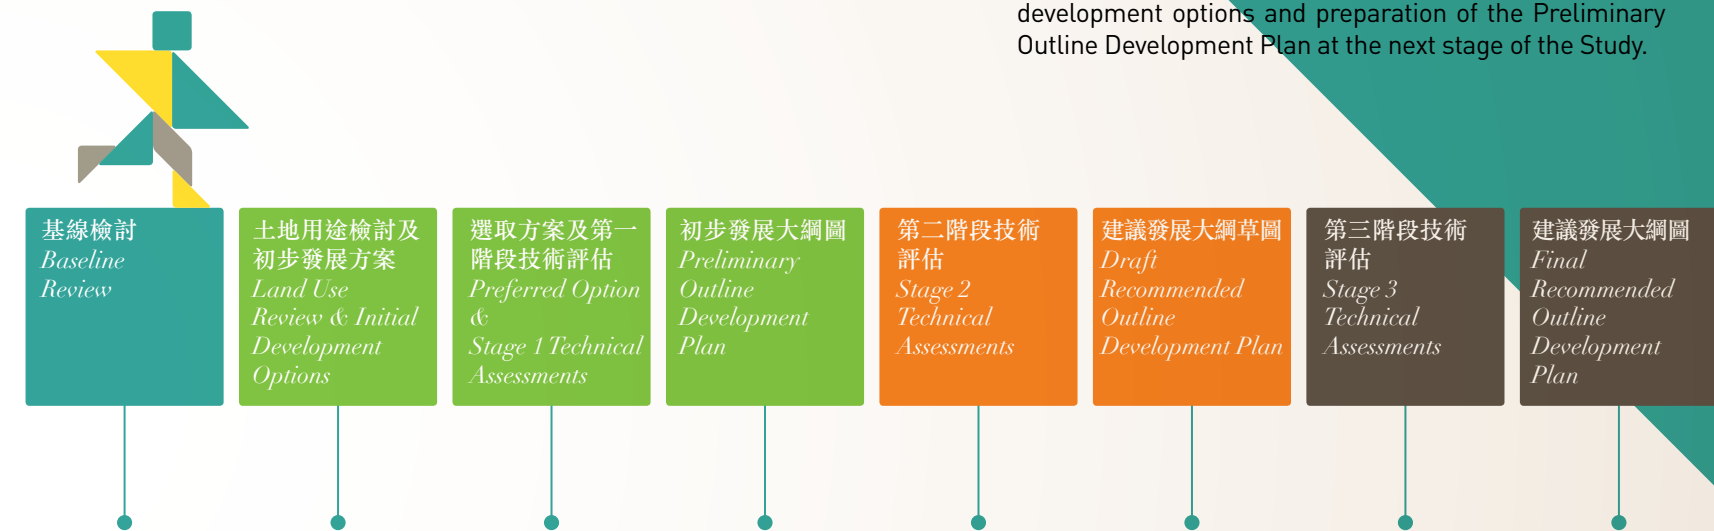 development options and preparation of the Preliminary
Outline Development Plan at the next stage of the Study.
基線檢討
Baseline
Review
土地用途檢討及
初步發展方案
Land Use
Review & Initial
Development
Options
選取方案及第一
階段技術評估
Preferred Option
&
Stage 1 Technical
Assessments
初步發展大綱圖
Preliminary
Outline
Development
Plan
第二階段技術
評估
Stage 2
Technical
Assessments
建議發展大綱草圖
Draft
Recommended
Outline
Development Plan
第三階段技術
評估
Stage 3
Technical
Assessments
建議發展大綱圖
Final
Recommended
Outline
Development
Plan